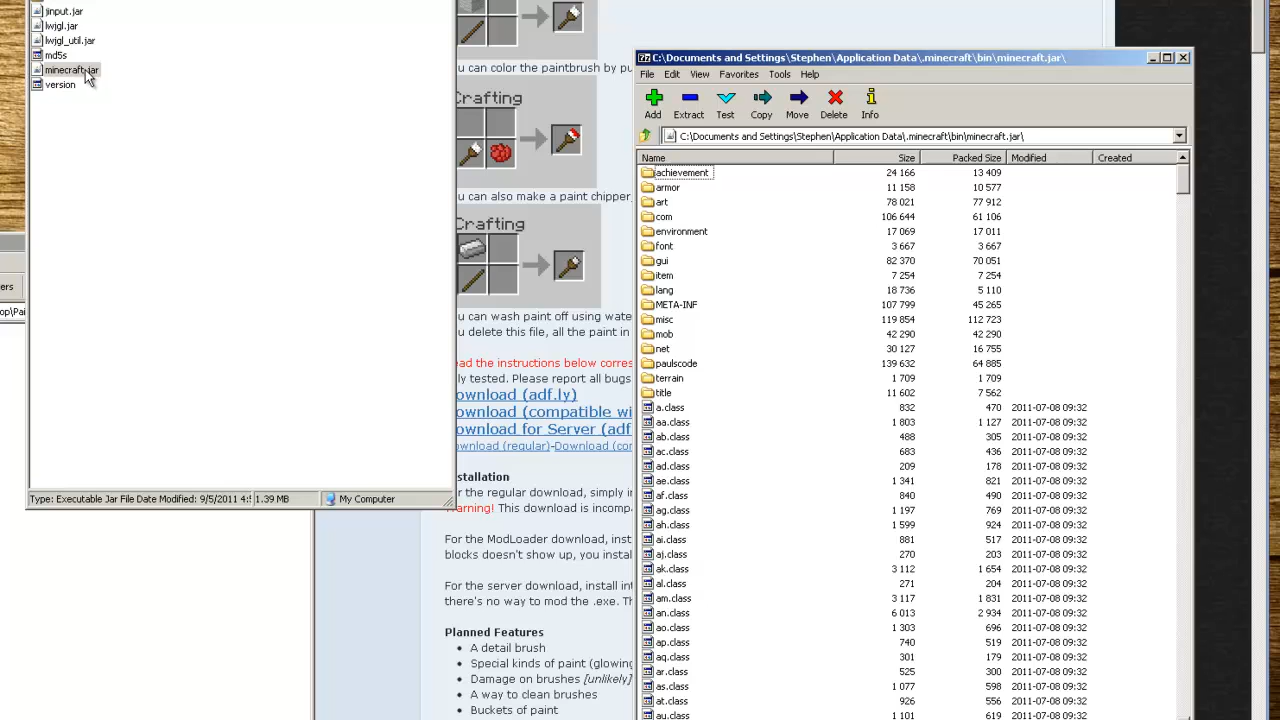 jinput.jar
lwjgl.jar
lwjgl_util.jar
md5s
minecraft.jar
version
ers
op\Pai
Type: Executable Jar File Date Modified: 9/5/2011 4:5 1.39 MB My Computer
u can color the paintbrush by pu
Crafting
u can also make a paint chipper.
Crafting
u can wash paint off using wate
u delete this file, all the paint in
ead the instructions below corres
ly tested. Please report all bugs
ownload (adf.ly)
ownload (compatible wi
ownload for Server (adf
ownload (regular)-Download (con
stallation
r the regular download, simply in
Warning! This download is incomp
For the ModLoader download, inst
blocks doesn't show up, you instal
For the server download, install int
there's no way to mod the .exe. Th
Planned Features
• A detail brush
• Special kinds of paint (glowing
• Damage on brushes [unlikely]
• A way to clean brushes
• Buckets of paint
C:\Documents and Settings\Stephen\Application Data\.minecraft\bin\minecraft.jar\
File Edit View Favorites Tools Help
Add Extract Test Copy Move Delete Info
C:\Documents and Settings\Stephen\Application Data\.minecraft\bin\minecraft.jar\
Name Size Packed Size Modified Created
achievement 24 166 13 409
armor 11 158 10 577
art 78 021 77 912
com 106 644 61 106
environment 17 069 17 011
font 3 667 3 667
gui 82 370 70 051
item 7 254 7 254
lang 18 736 5 110
META-INF 107 799 45 265
misc 119 854 112 723
mob 42 290 42 290
net 30 127 16 755
paulscode 139 632 64 885
terrain 1 709 1 709
title 11 602 7 562
a.class 832 470 2011-07-08 09:32
aa.class 1 803 1 127 2011-07-08 09:32
ab.class 488 305 2011-07-08 09:32
ac.class 683 436 2011-07-08 09:32
ad.class 209 178 2011-07-08 09:32
ae.class 1 341 821 2011-07-08 09:32
af.class 840 490 2011-07-08 09:32
ag.class 1 197 769 2011-07-08 09:32
ah.class 1 599 924 2011-07-08 09:32
ai.class 881 517 2011-07-08 09:32
aj.class 270 203 2011-07-08 09:32
ak.class 3 112 1 654 2011-07-08 09:32
al.class 271 204 2011-07-08 09:32
am.class 3 117 1 831 2011-07-08 09:32
an.class 6 013 2 934 2011-07-08 09:32
ao.class 1 303 696 2011-07-08 09:32
ap.class 740 519 2011-07-08 09:32
aq.class 301 179 2011-07-08 09:32
ar.class 525 300 2011-07-08 09:32
as.class 1 077 598 2011-07-08 09:32
at.class 926 556 2011-07-08 09:32
au.class 1 101 619 2011-07-08 09:32